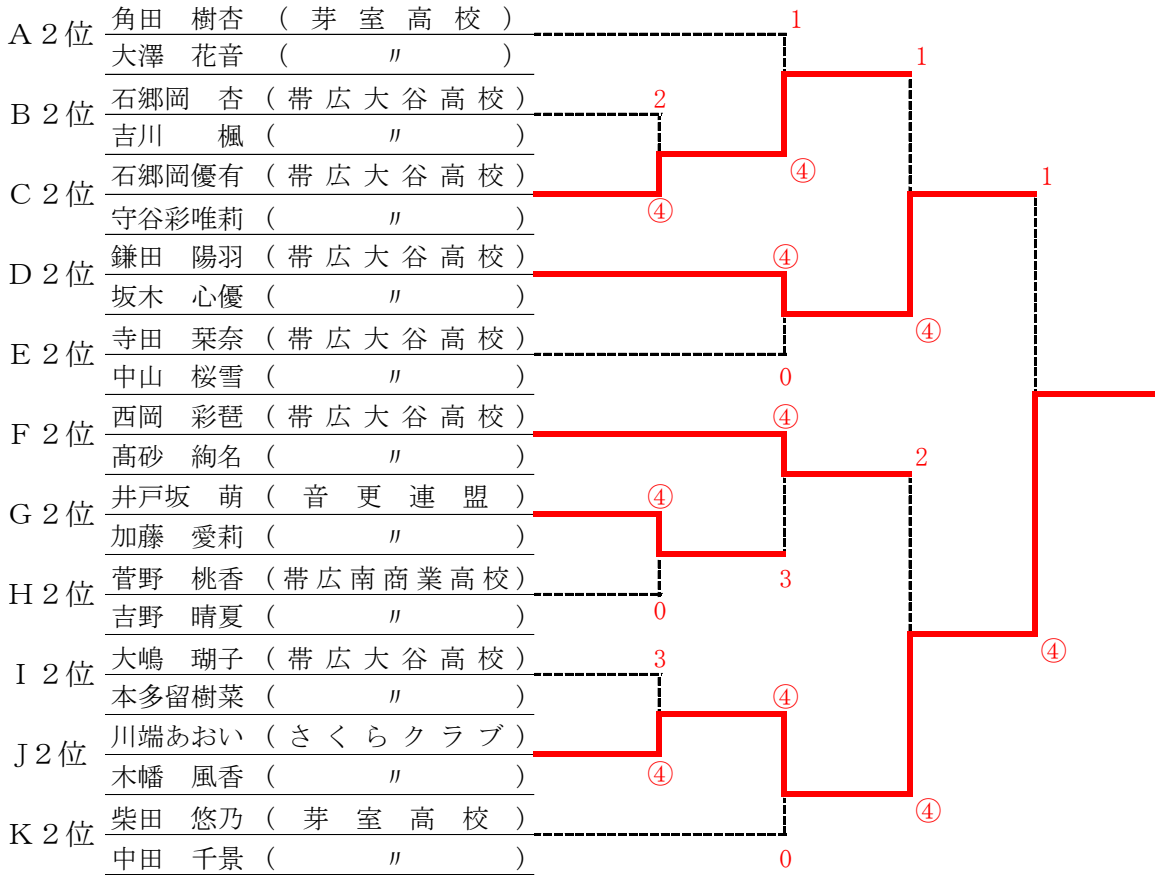 A2位 角田 樹杏 (芽室高校) 1
大澤 花音 ( 〃 ) 1
B2位 石郷岡 杏 (帯広大谷高校) 2
吉川 楓 ( 〃 )
C2位 石郷岡優有 (帯広大谷高校) ④ 1
守谷彩唯莉 ( 〃 ) ④
D2位 鎌田 陽羽 (帯広大谷高校) ④
坂木 心優 ( 〃 )
E2位 寺田 栞奈 (帯広大谷高校) ④
中山 桜雪 ( 〃 ) 0
F2位 西岡 彩琶 (帯広大谷高校) ④
髙砂 絢名 ( 〃 ) 2
G2位 井戸坂 萌 (音更連盟) ④
加藤 愛莉 ( 〃 )
H2位 菅野 桃香 (帯広南商業高校) 3
吉野 晴夏 ( 〃 ) 0
I2位 大嶋 瑚子 (帯広大谷高校) 3 ④
本多留樹菜 ( 〃 ) ④
J2位 川端あおい (さくらクラブ)
木幡 風香 ( 〃 ) ④
K2位 柴田 悠乃 (芽室高校) ④
中田 千景 ( 〃 ) 0